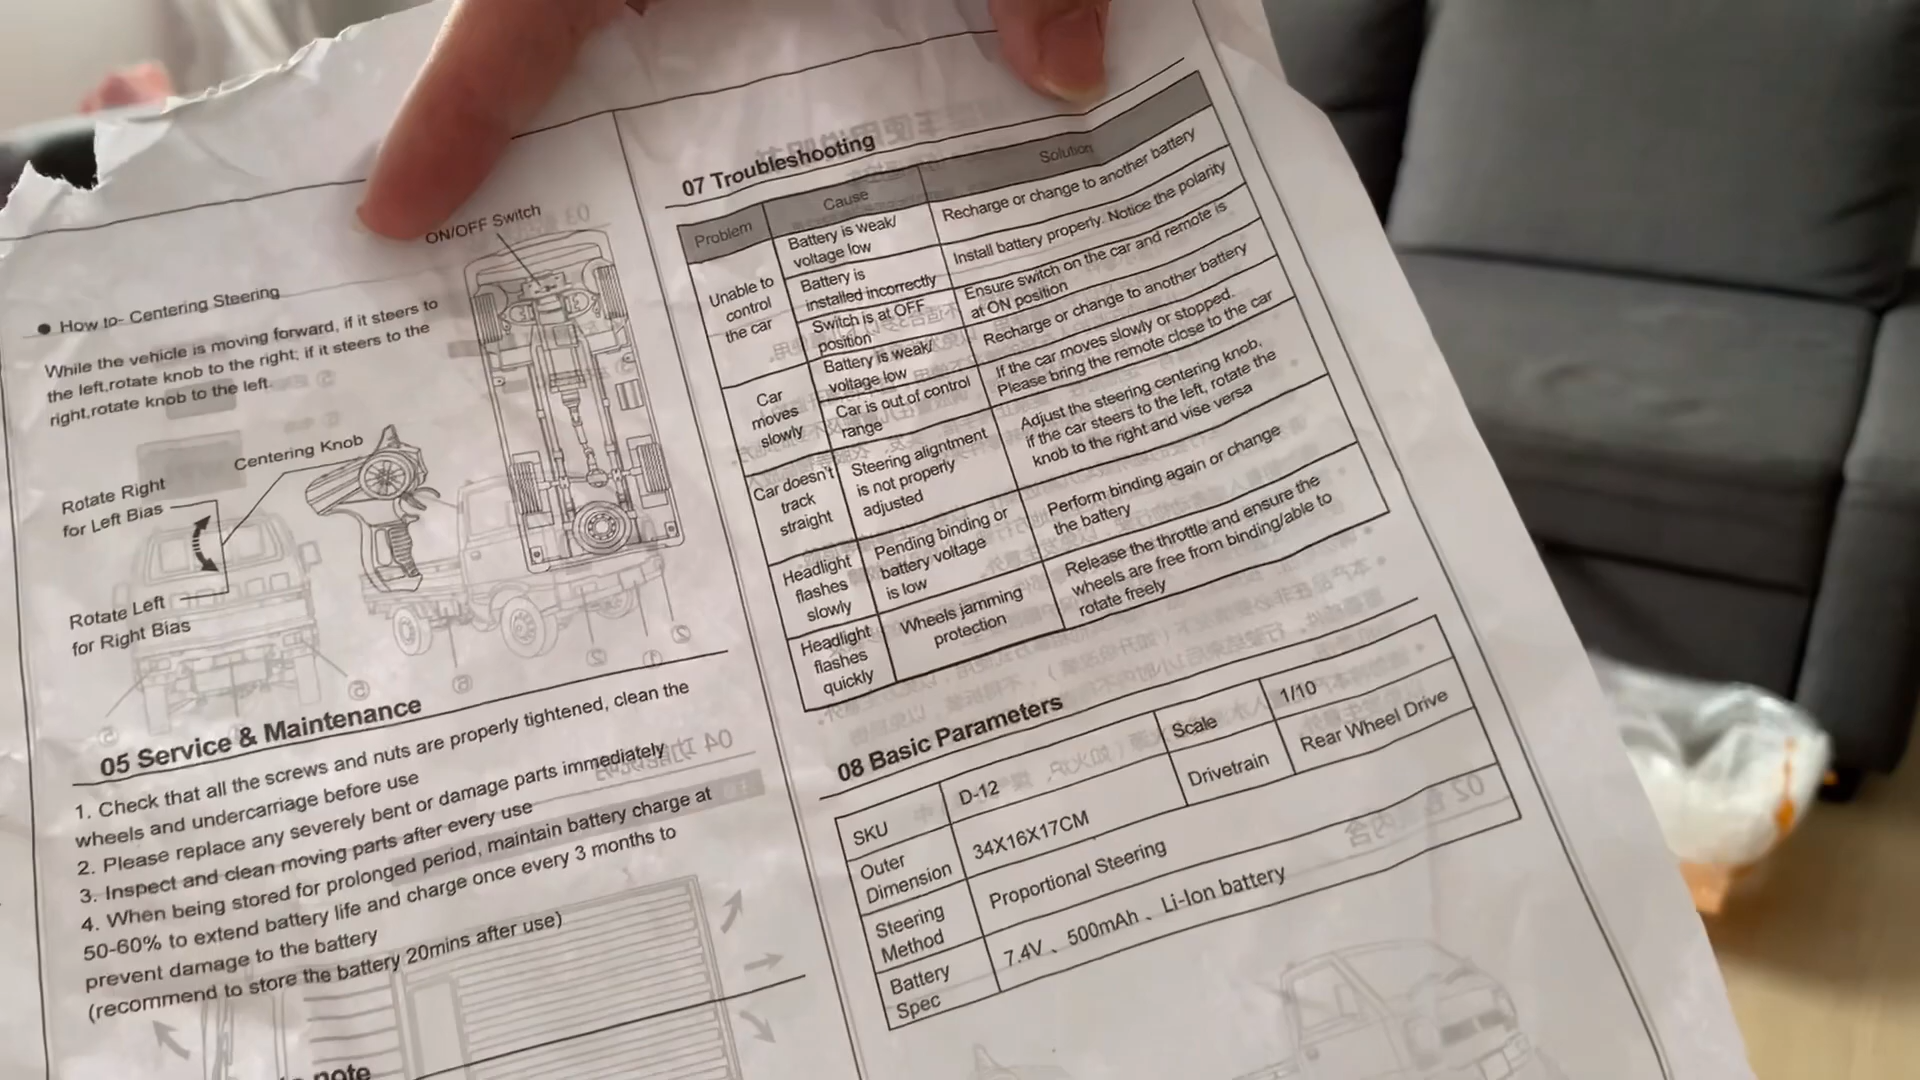 ON/OFF Switch
● How to- Centering Steering
While the vehicle is moving forward, if it steers to
the left,rotate knob to the right; if it steers to the
right,rotate knob to the left.
Centering Knob
Rotate Right
for Left Bias
Rotate Left
for Right Bias
05 Service & Maintenance
1. Check that all the screws and nuts are properly tightened, clean the
wheels and undercarriage before use
2. Please replace any severely bent or damage parts immediately
3. Inspect and clean moving parts after every use
4. When being stored for prolonged period, maintain battery charge at
50-60% to extend battery life and charge once every 3 months to
prevent damage to the battery
(recommend to store the battery 20mins after use)
note
07 Troubleshooting
Problem
Cause
Solution
Unable to
control
the car
Battery is weak/
voltage low
Recharge or change to another battery
Battery is
installed incorrectly
Install battery properly. Notice the polarity
Switch is at OFF
position
Ensure switch on the car and remote is
at ON position
Car
moves
slowly
Battery is weak/
voltage low
Recharge or change to another battery
Car is out of control
range
If the car moves slowly or stopped.
Please bring the remote close to the car
Car doesn't
track
straight
Steering aligntment
is not properly
adjusted
Adjust the steering centering knob,
if the car steers to the left, rotate the
knob to the right and vise versa
Headlight
flashes
slowly
Pending binding or
battery voltage
is low
Perform binding again or change
the battery
Headlight
flashes
quickly
Wheels jamming
protection
Release the throttle and ensure the
wheels are free from binding/able to
rotate freely
08 Basic Parameters
SKU
D-12
Scale
1/10
Outer
Dimension
34X16X17CM
Drivetrain
Rear Wheel Drive
Steering
Method
Proportional Steering
Battery
Spec
7.4V 、 500mAh 、 Li-Ion battery